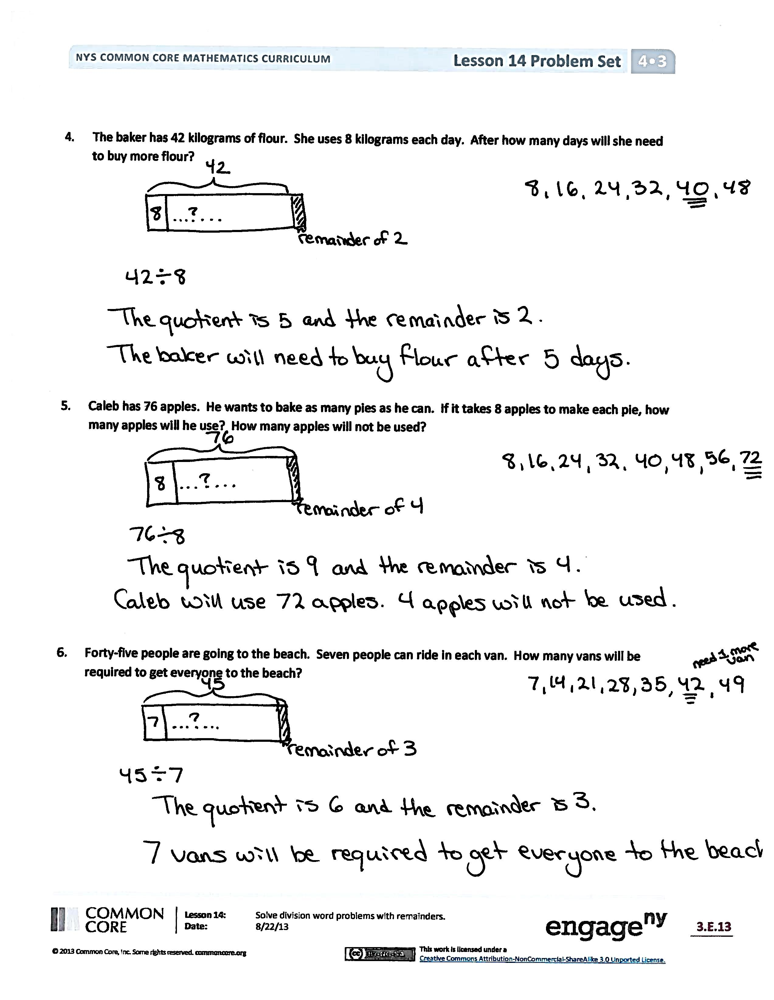 NYS COMMON CORE MATHEMATICS CURRICULUM
Lesson 14 Problem Set
4•3
4. The baker has 42 kilograms of flour. She uses 8 kilograms each day. After how many days will she need
to buy more flour?
42
8, 16, 24, 32, 40, 48
8 ...?...
remainder of 2
42÷8
The quotient is 5 and the remainder is 2.
The baker will need to buy flour after 5 days.
5. Caleb has 76 apples. He wants to bake as many pies as he can. If it takes 8 apples to make each pie, how
many apples will he use? How many apples will not be used?
76
8, 16, 24, 32, 40, 48, 56, 72
8 ...?...
remainder of 4
76÷8
The quotient is 9 and the remainder is 4.
Caleb will use 72 apples. 4 apples will not be used.
6. Forty-five people are going to the beach. Seven people can ride in each van. How many vans will be
required to get everyone to the beach?
need 1 more
van
45
7, 14, 21, 28, 35, 42, 49
7 ...?...
remainder of 3
45÷7
The quotient is 6 and the remainder is 3.
7 vans will be required to get everyone to the beach
COMMON
CORE
Lesson 14: Solve division word problems with remainders.
Date: 8/22/13
engageny
3.E.13
© 2013 Common Core, Inc. Some rights reserved. commoncore.org
(cc)
This work is licensed under a
Creative Commons Attribution-NonCommercial-ShareAlike 3.0 Unported License.